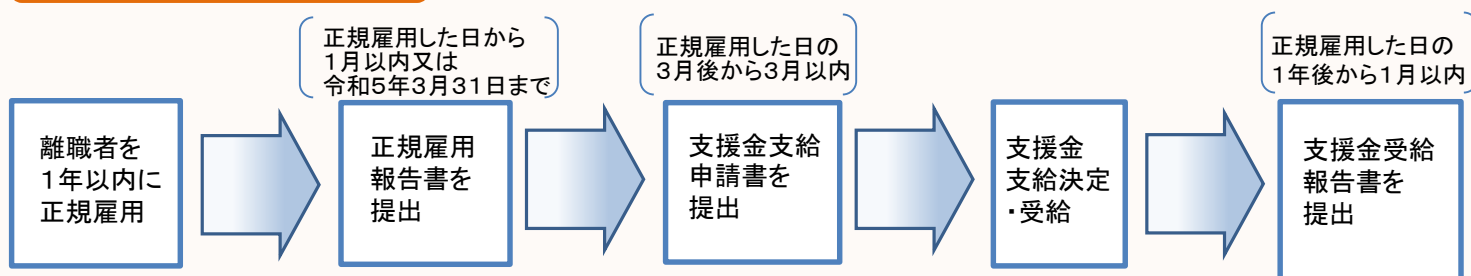 正規雇用した日から
１月以内又は
令和５年３月３１日まで
正規雇用した日の
３月後から３月以内
正規雇用した日の
１年後から１月以内
離職者を
１年以内に
正規雇用
正規雇用
報告書を
提出
支援金支給
申請書を
提出
支援金
支給決定
・受給
支援金受給
報告書を
提出